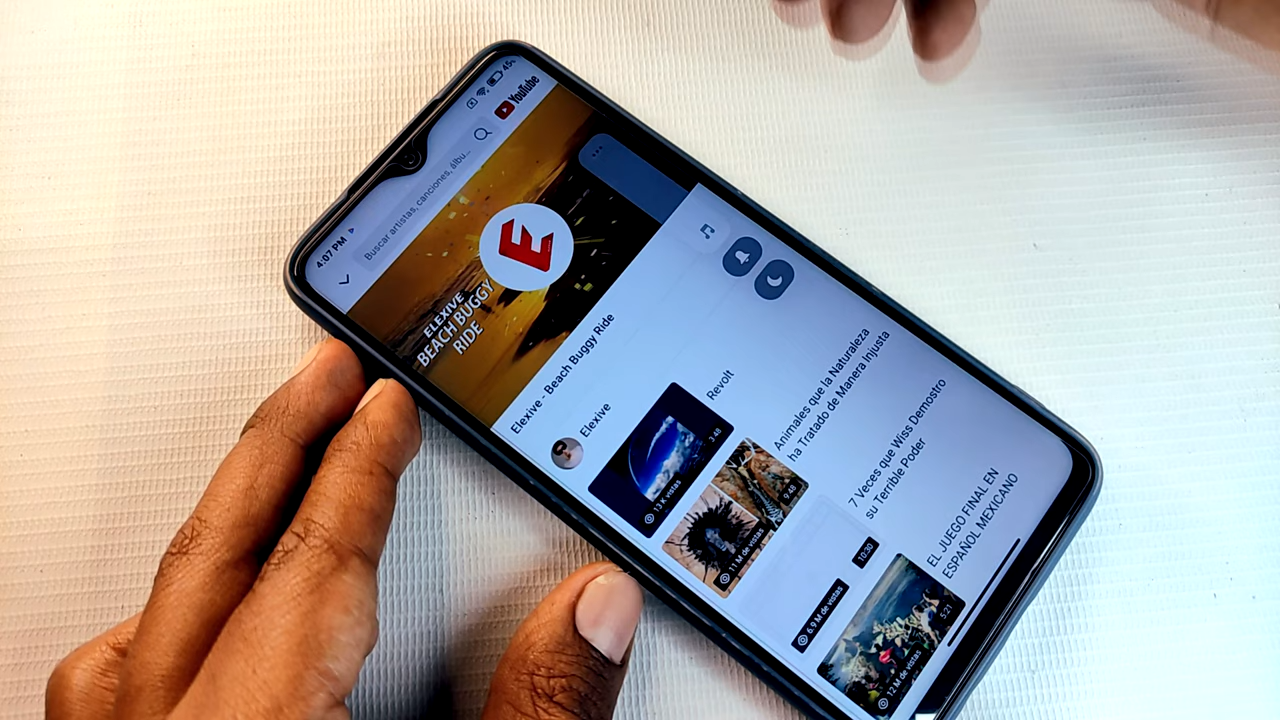 4:07 PM
45%
YouTube
Buscar artistas, canciones, álbu...
E
ELEXIVE
BEACH BUGGY
RIDE
Elexive - Beach Buggy Ride
Elexive
Revolt
3:48
13 K vistas
Animales que la Naturaleza
ha Tratado de Manera Injusta
9:48
11 M de vistas
7 Veces que Wiss Demostro
su Terrible Poder
10:30
6.9 M de vistas
EL JUEGO FINAL EN
ESPAÑOL MEXICANO
5:21
12 M de vistas